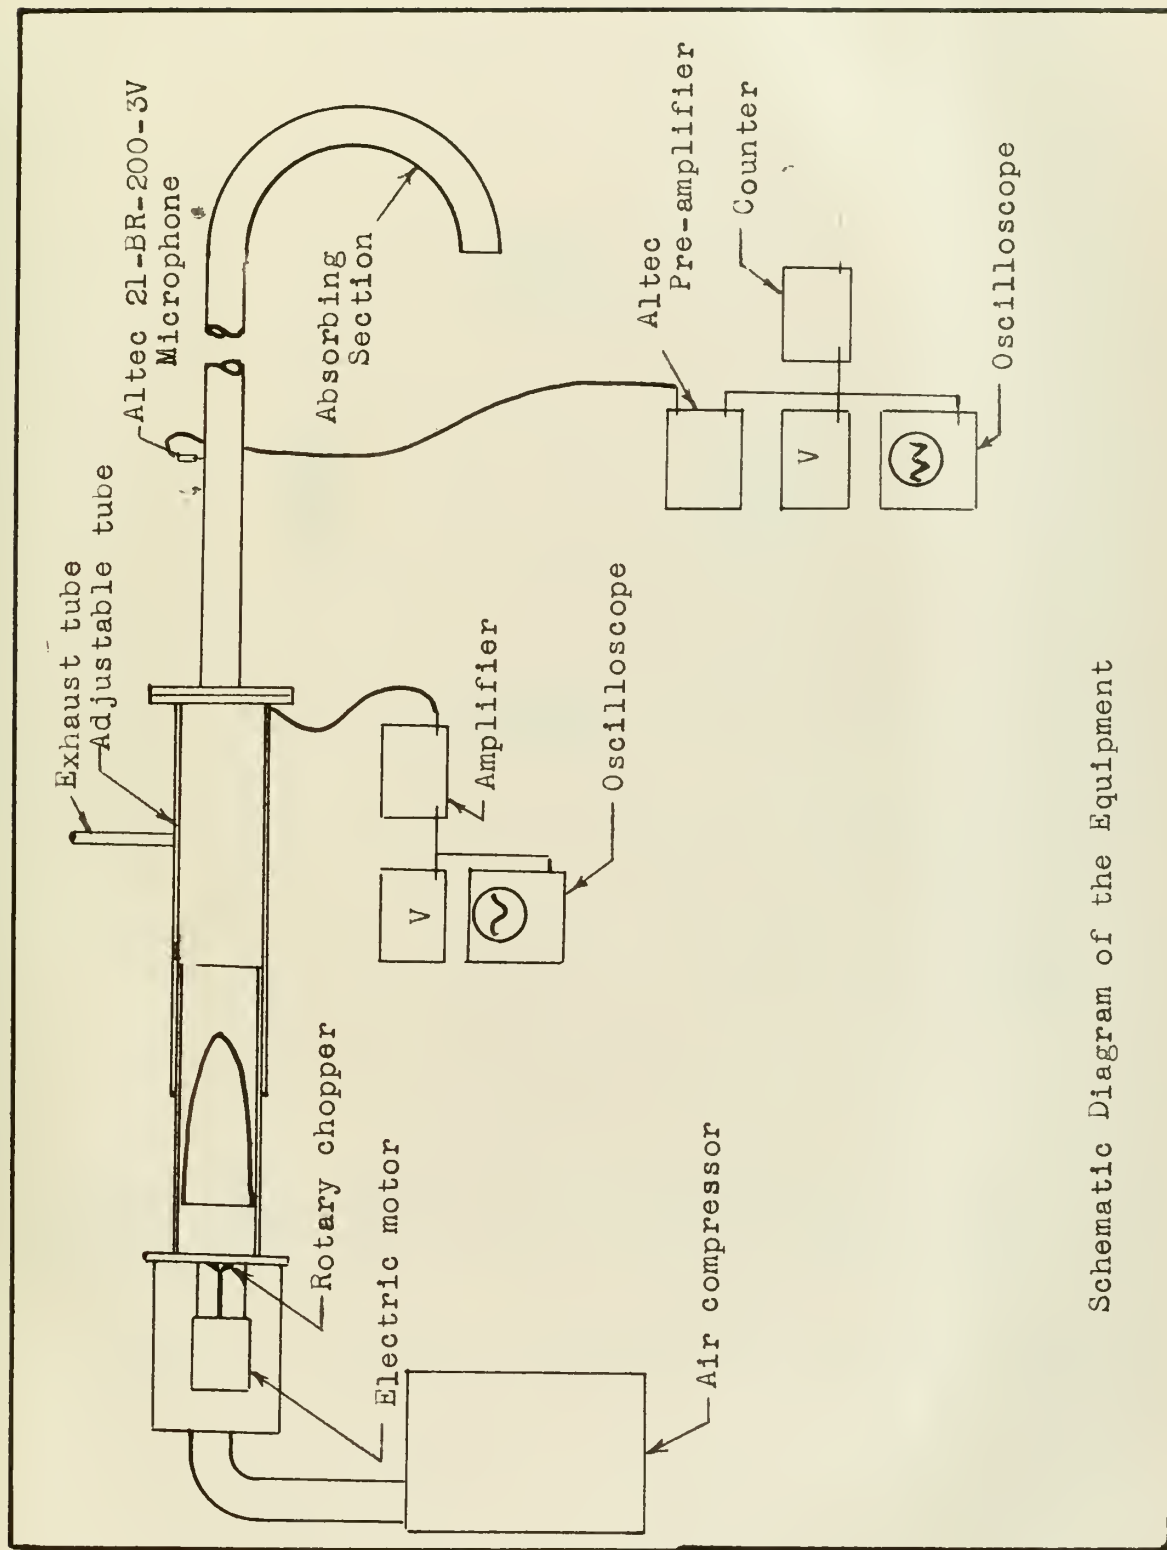 Exhaust tube
Adjustable tube
Altec 21-BR-200-3V
Microphone
Absorbing
Section
Altec
Pre-amplifier
Counter
V
Oscilloscope
Amplifier
V
Oscilloscope
Rotary chopper
Electric motor
Air compressor
Schematic Diagram of the Equipment